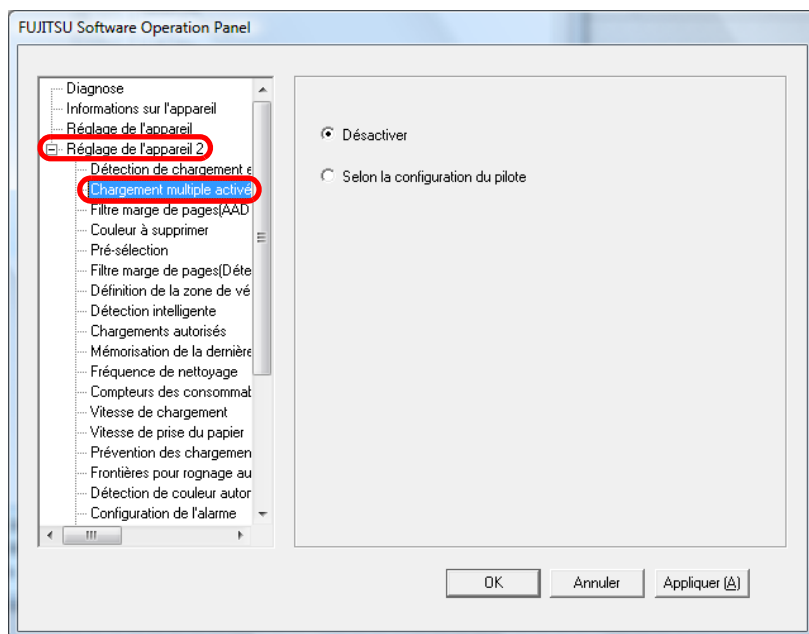 FUJITSU Software Operation Panel
Diagnose
Informations sur l'appareil
Réglage de l'appareil
Réglage de l'appareil 2
Détection de chargement e
Chargement multiple activé
Filtre marge de pages(AAD
Couleur à supprimer
Pré-sélection
Filtre marge de pages(Déte
Définition de la zone de vé
Détection intelligente
Chargements autorisés
Mémorisation de la dernière
Fréquence de nettoyage
Compteurs des consommat
Vitesse de chargement
Vitesse de prise du papier
Prévention des chargemen
Frontières pour rognage au
Détection de couleur autor
Configuration de l'alarme
Désactiver
Selon la configuration du pilote
OK
Annuler
Appliquer (A)